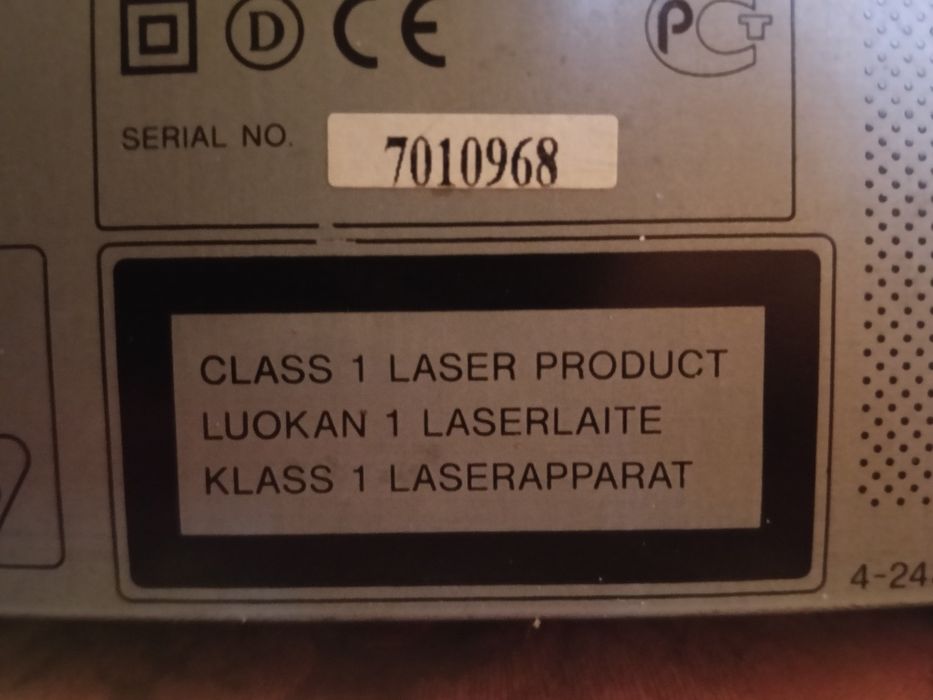 D CE PCT
SERIAL NO. 7010968
CLASS 1 LASER PRODUCT
LUOKAN 1 LASERLAITE
KLASS 1 LASERAPPARAT
4-24